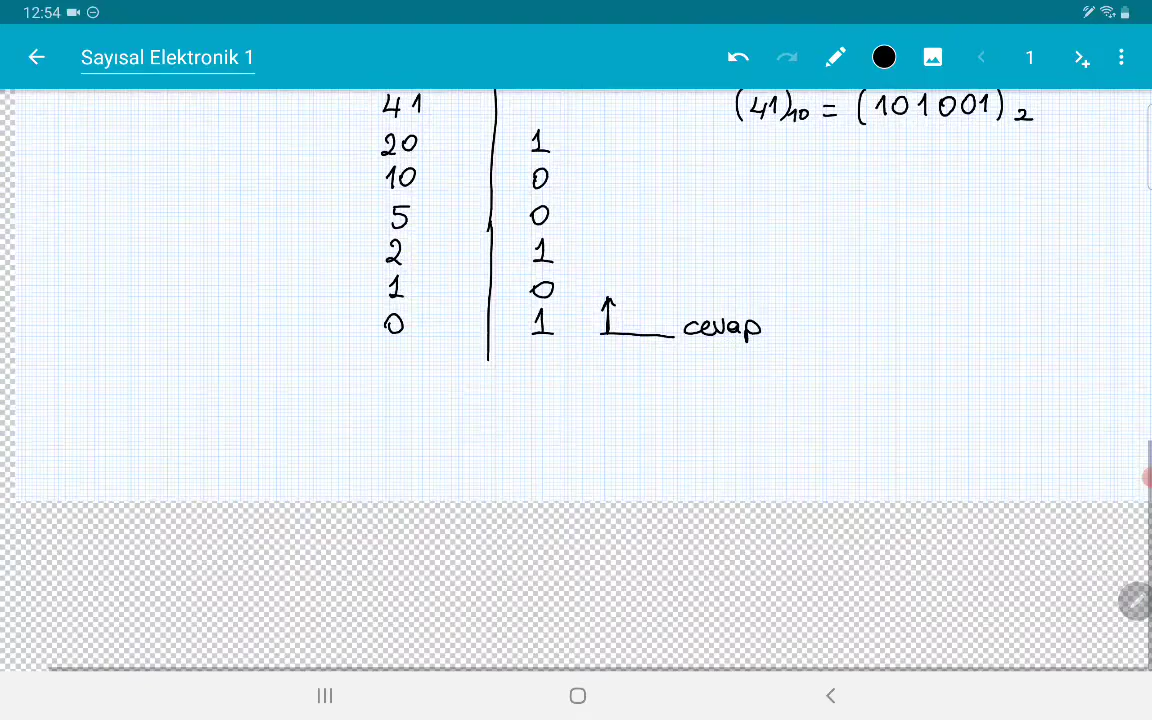 12:54
Sayısal Elektronik 1
1
41
(41)₁₀ = (101001)₂
20 1
10 0
5 0
2 1
1 0
0 1 cevap